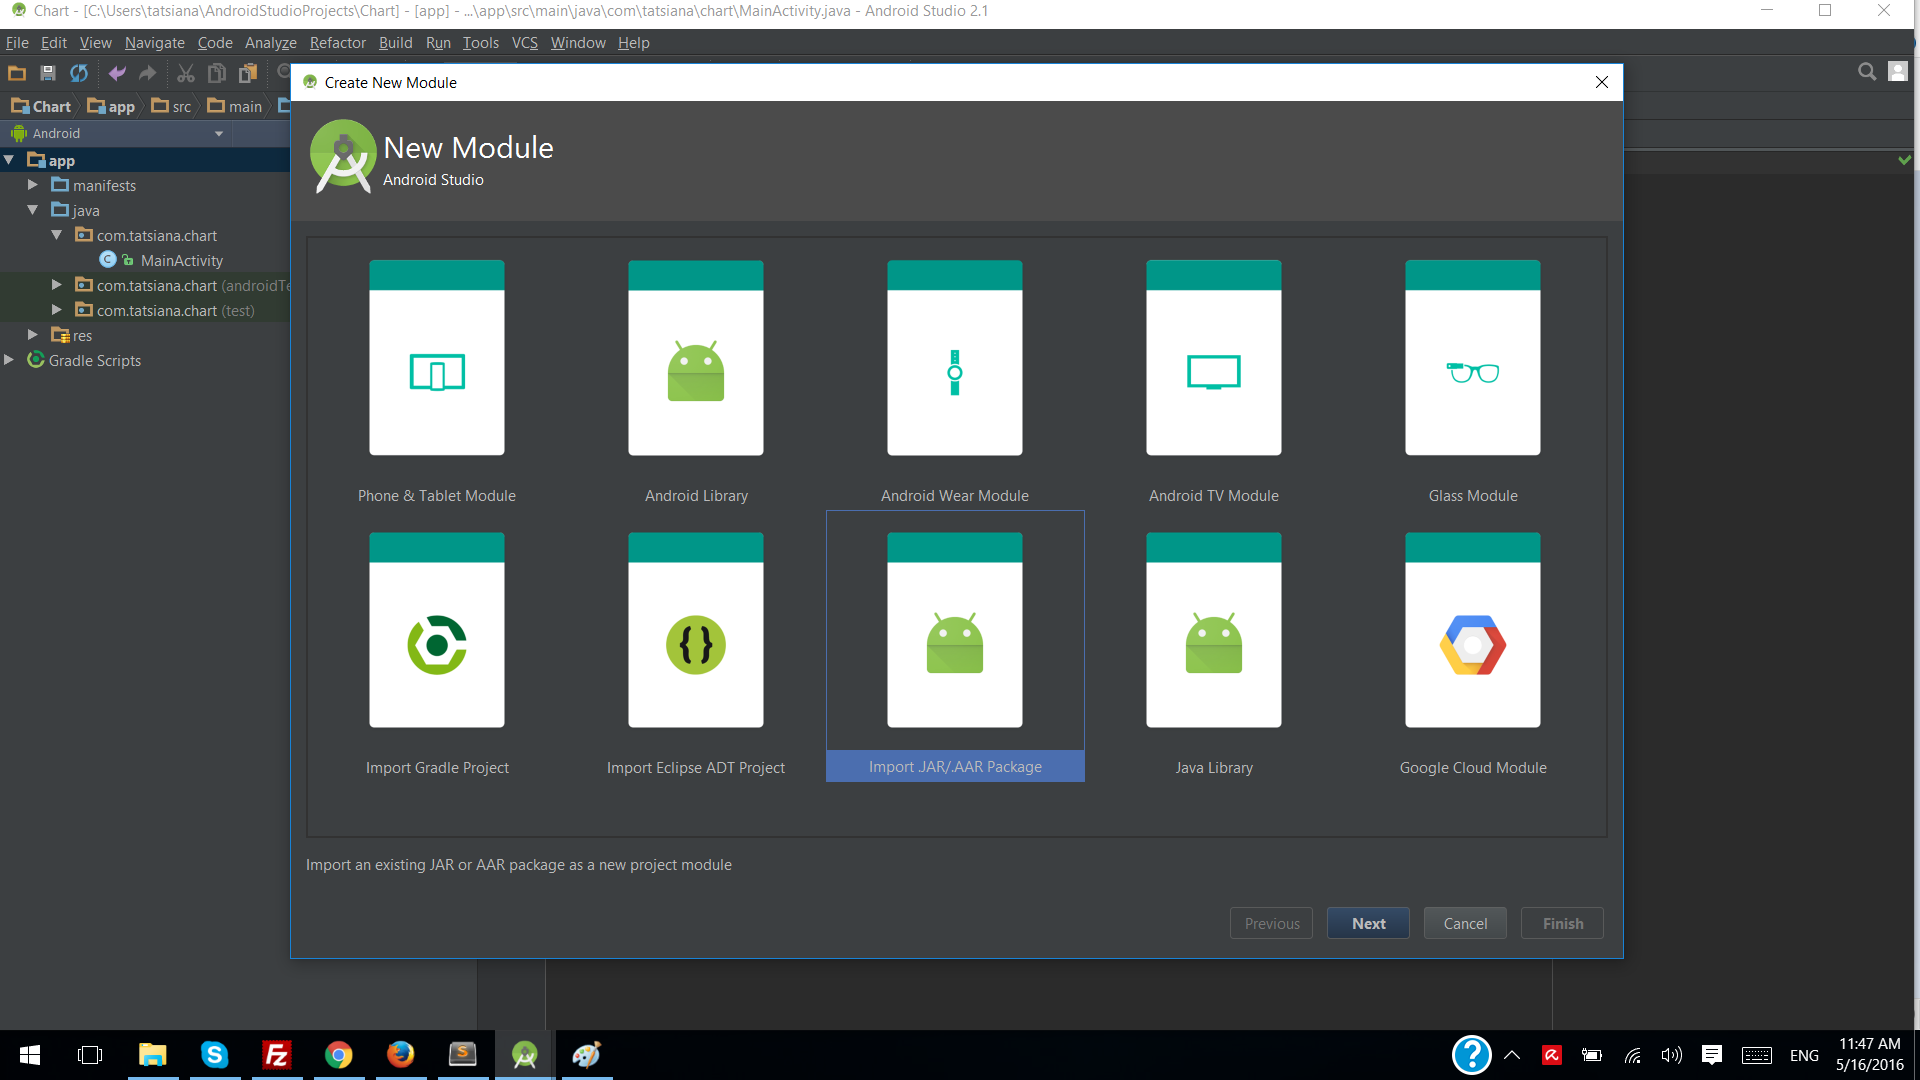 Chart - [C:\Users\tatsiana\AndroidStudioProjects\Chart] - [app] - ...\app\src\main\java\com\tatsiana\chart\MainActivity.java - Android Studio 2.1
File Edit View Navigate Code Analyze Refactor Build Run Tools VCS Window Help
Create New Module
Chart app src main
New Module
Android
Android Studio
app
manifests
java
com.tatsiana.chart
C MainActivity
com.tatsiana.chart (androidTe
com.tatsiana.chart (test)
res
Gradle Scripts
Phone & Tablet Module Android Library Android Wear Module Android TV Module Glass Module
{}
Import Gradle Project Import Eclipse ADT Project Import .JAR/.AAR Package Java Library Google Cloud Module
Import an existing JAR or AAR package as a new project module
Previous Next Cancel Finish
S Fz S ? ENG 11:47 AM
5/16/2016